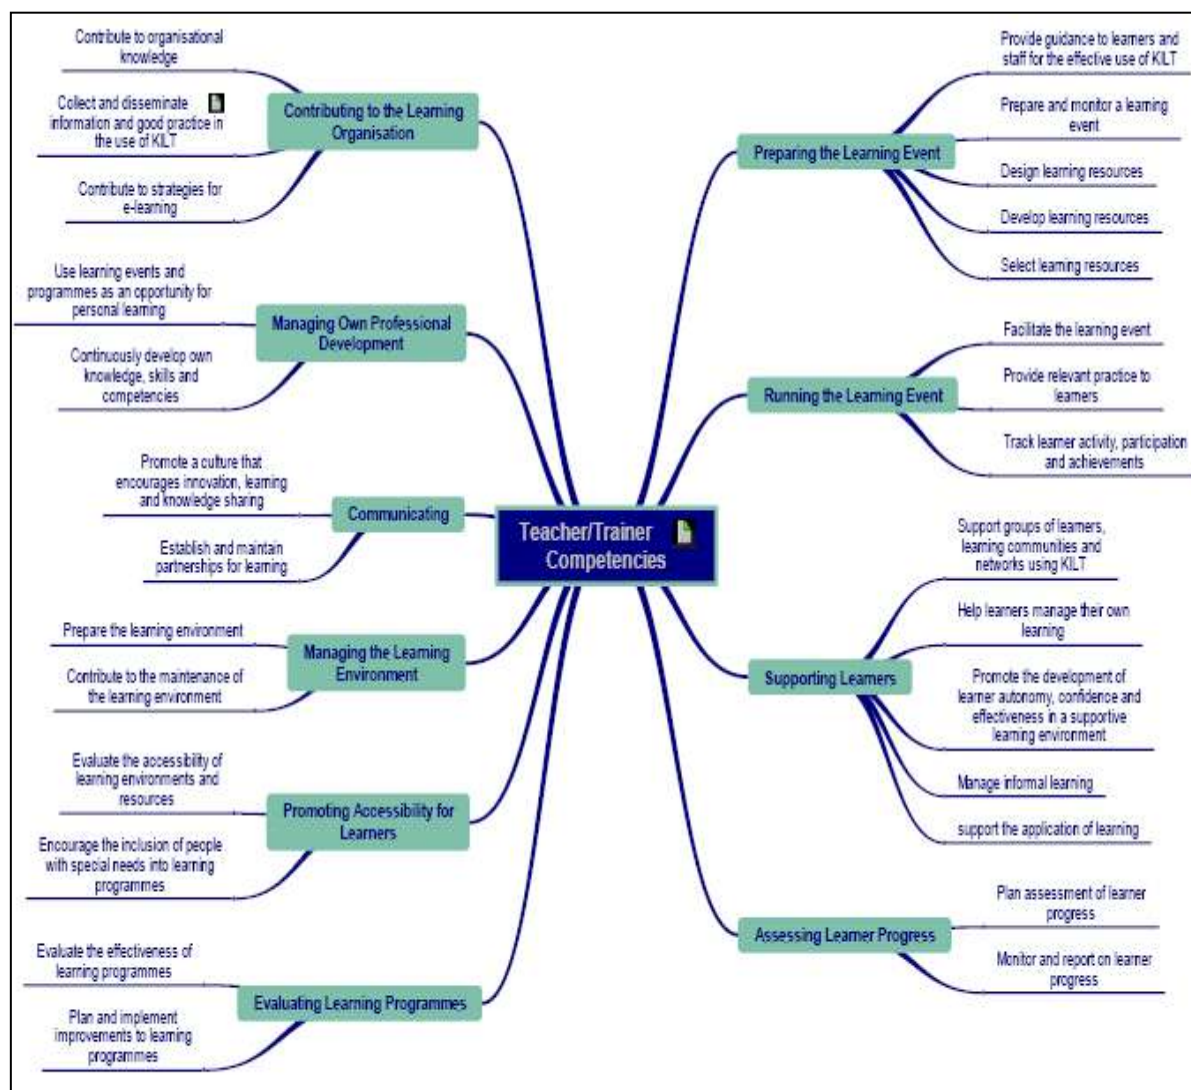 Teacher/Trainer
Competencies
Preparing the Learning Event
Provide guidance to learners and
staff for the effective use of KILT
Prepare and monitor a learning
event
Design learning resources
Develop learning resources
Select learning resources
Running the Learning Event
Facilitate the learning event
Provide relevant practice to
learners
Track learner activity, participation
and achievements
Supporting Learners
Support groups of learners,
learning communities and
networks using KILT
Help learners manage their own
learning
Promote the development of
learner autonomy, confidence and
effectiveness in a supportive
learning environment
Manage informal learning
support the application of learning
Assessing Learner Progress
Plan assessment of learner
progress
Monitor and report on learner
progress
Contributing to the Learning
Organisation
Contribute to organisational
knowledge
Collect and disseminate
information and good practice in
the use of KILT
Contribute to strategies for
e-learning
Managing Own Professional
Development
Use learning events and
programmes as an opportunity for
personal learning
Continuously develop own
knowledge, skills and
competencies
Communicating
Promote a culture that
encourages innovation, learning
and knowledge sharing
Establish and maintain
partnerships for learning
Managing the Learning
Environment
Prepare the learning environment
Contribute to the maintenance of
the learning environment
Promoting Accessibility for
Learners
Evaluate the accessibility of
learning environments and
resources
Encourage the inclusion of people
with special needs into learning
programmes
Evaluating Learning Programmes
Evaluate the effectiveness of
learning programmes
Plan and implement
improvements to learning
programmes